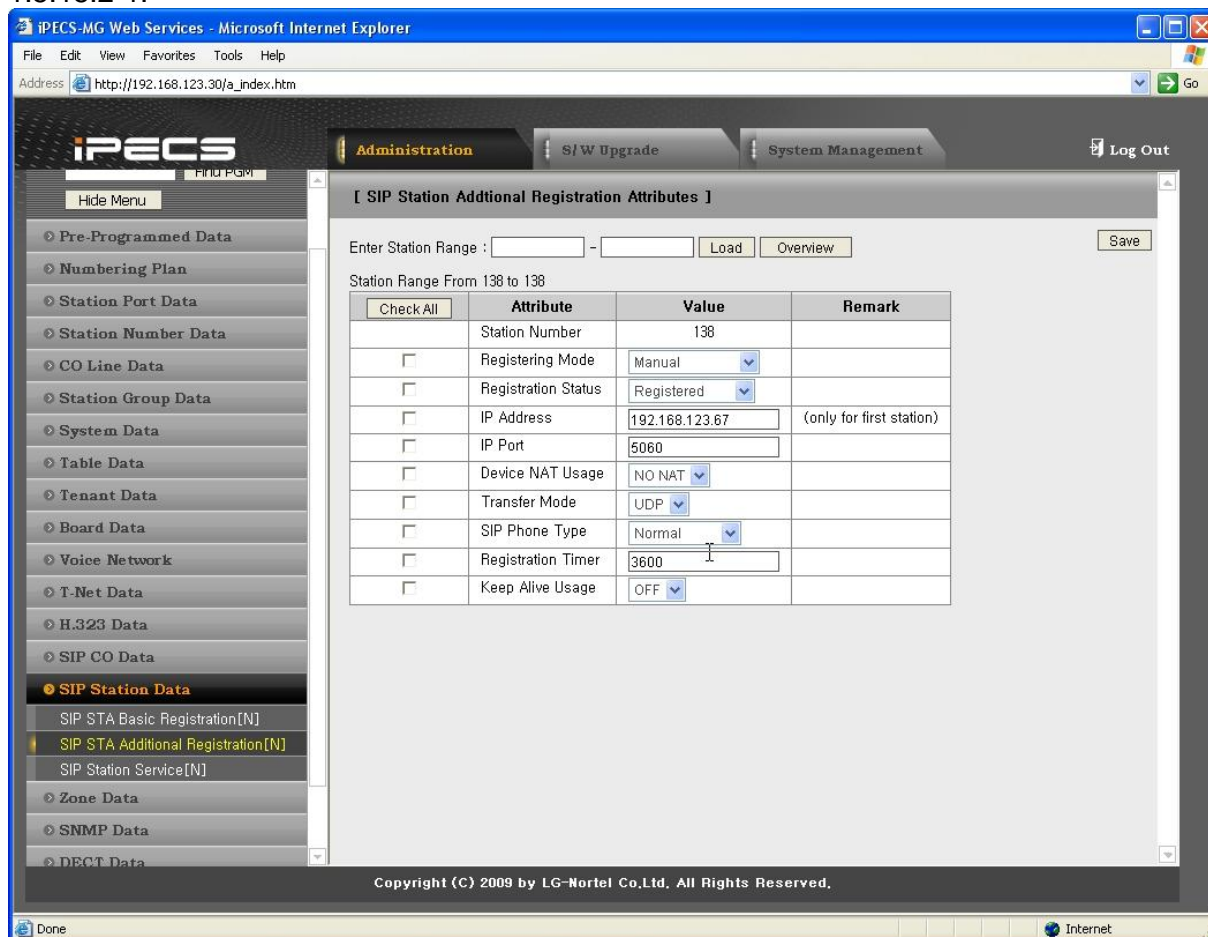 iPECS-MG Web Services - Microsoft Internet Explorer
File Edit View Favorites Tools Help
Address http://192.168.123.30/a_index.htm Go
iPECS
Administration S/W Upgrade System Management Log Out
Find PGM
Hide Menu
Pre-Programmed Data
Numbering Plan
Station Port Data
Station Number Data
CO Line Data
Station Group Data
System Data
Table Data
Tenant Data
Board Data
Voice Network
T-Net Data
H.323 Data
SIP CO Data
SIP Station Data
SIP STA Basic Registration[N]
SIP STA Additional Registration[N]
SIP Station Service[N]
Zone Data
SNMP Data
DECT Data
[ SIP Station Addtional Registration Attributes ]
Enter Station Range : - Load Overview Save
Station Range From 138 to 138
Check All Attribute Value Remark
Station Number 138
Registering Mode Manual
Registration Status Registered
IP Address 192.168.123.67 (only for first station)
IP Port 5060
Device NAT Usage NO NAT
Transfer Mode UDP
SIP Phone Type Normal
Registration Timer 3600
Keep Alive Usage OFF
Copyright (C) 2009 by LG-Nortel Co,Ltd. All Rights Reserved.
Done Internet